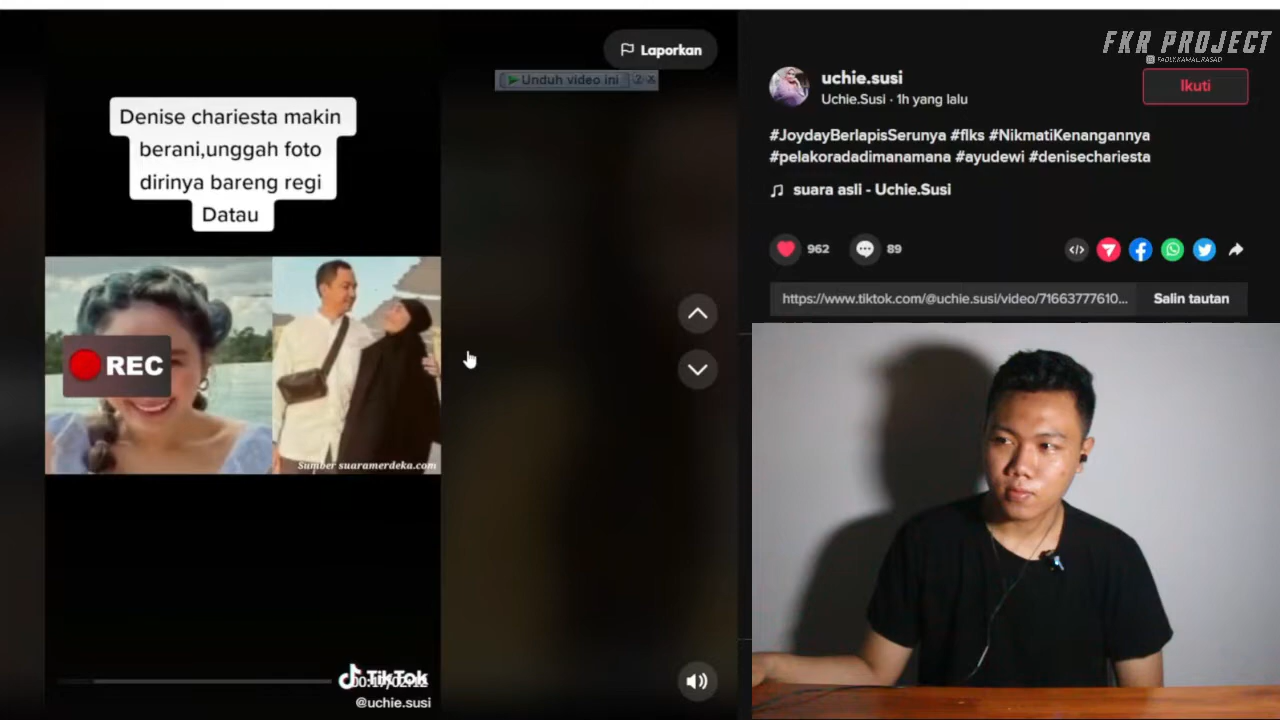 Laporkan
Unduh video ini
? x
Denise chariesta makin
berani,unggah foto
dirinya bareng regi
Datau
REC
Sumber suaramerdeka.com
TikTok
@uchie.susi
FKR PROJECT
uchie.susi
Uchie.Susi · 1h yang lalu
Ikuti
#JoydayBerlapisSerunya #flks #NikmatiKenangannya
#pelakoradadimanamana #ayudewi #denisechariesta
suara asli - Uchie.Susi
962
89
</>
https://www.tiktok.com/@uchie.susi/video/71663777610...
Salin tautan